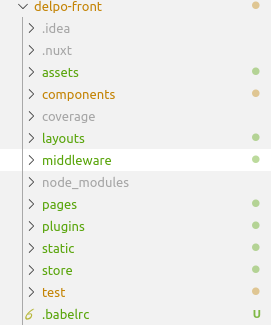 delpo-front
.idea
.nuxt
assets
components
coverage
layouts
middleware
node_modules
pages
plugins
static
store
test
.babelrc U